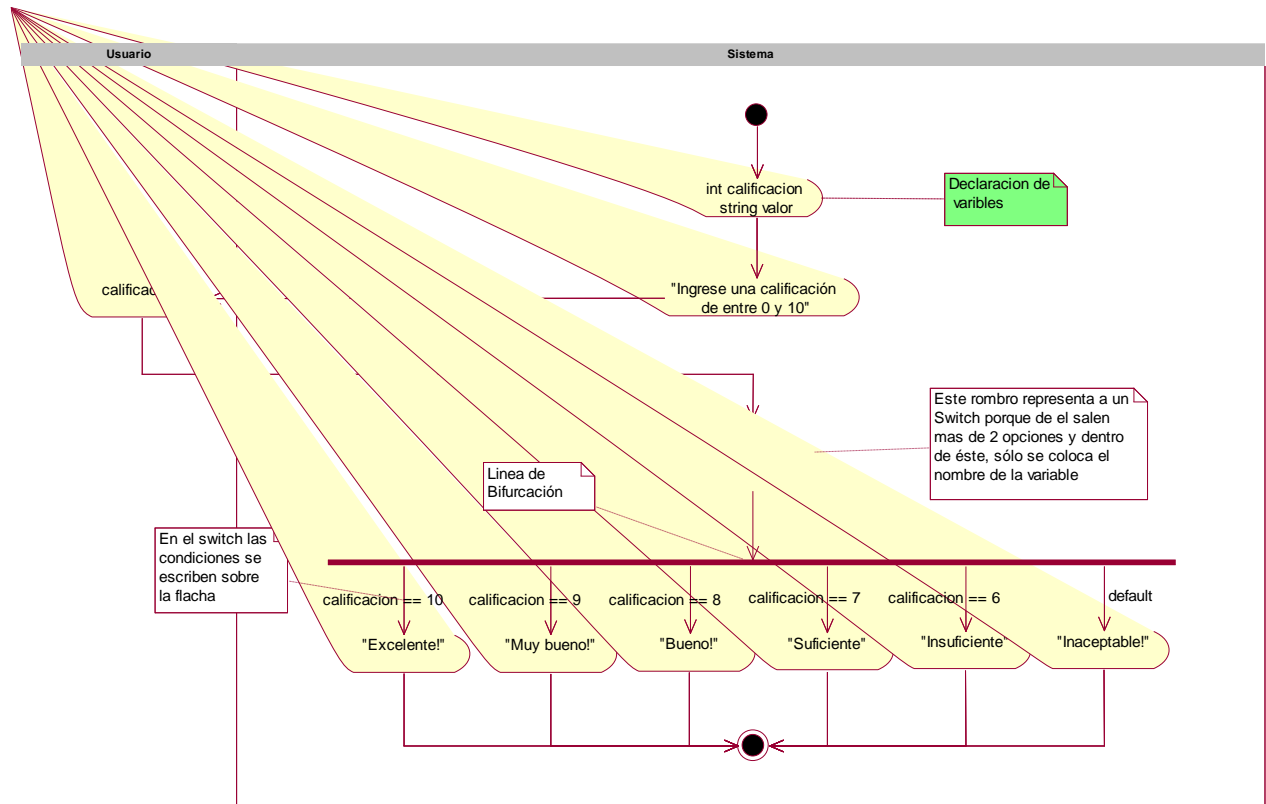 Usuario
Sistema
int calificacion
string valor
Declaracion de
varibles
"Ingrese una calificación
de entre 0 y 10"
Este rombro representa a un
Switch porque de el salen
mas de 2 opciones y dentro
de éste, sólo se coloca el
nombre de la variable
Linea de
Bifurcación
En el switch las
condiciones se
escriben sobre
la flacha
calificacion == 10
calificacion == 9
calificacion == 8
calificacion == 7
calificacion == 6
default
"Excelente!"
"Muy bueno!"
"Bueno!"
"Suficiente"
"Insuficiente"
"Inaceptable!"